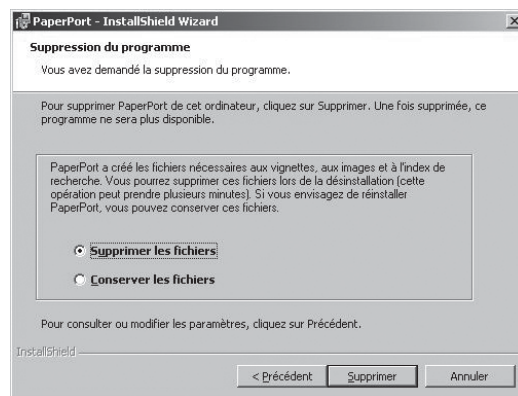 PaperPort - InstallShield Wizard
Suppression du programme
Vous avez demandé la suppression du programme.
Pour supprimer PaperPort de cet ordinateur, cliquez sur Supprimer. Une fois supprimée, ce
programme ne sera plus disponible.
PaperPort a créé les fichiers nécessaires aux vignettes, aux images et à l'index de
recherche. Vous pourrez supprimer ces fichiers lors de la désinstallation (cette
opération peut prendre plusieurs minutes). Si vous envisagez de réinstaller
PaperPort, vous pouvez conserver ces fichiers.
Supprimer les fichiers
Conserver les fichiers
Pour consulter ou modifier les paramètres, cliquez sur Précédent.
InstallShield
< Précédent Supprimer Annuler